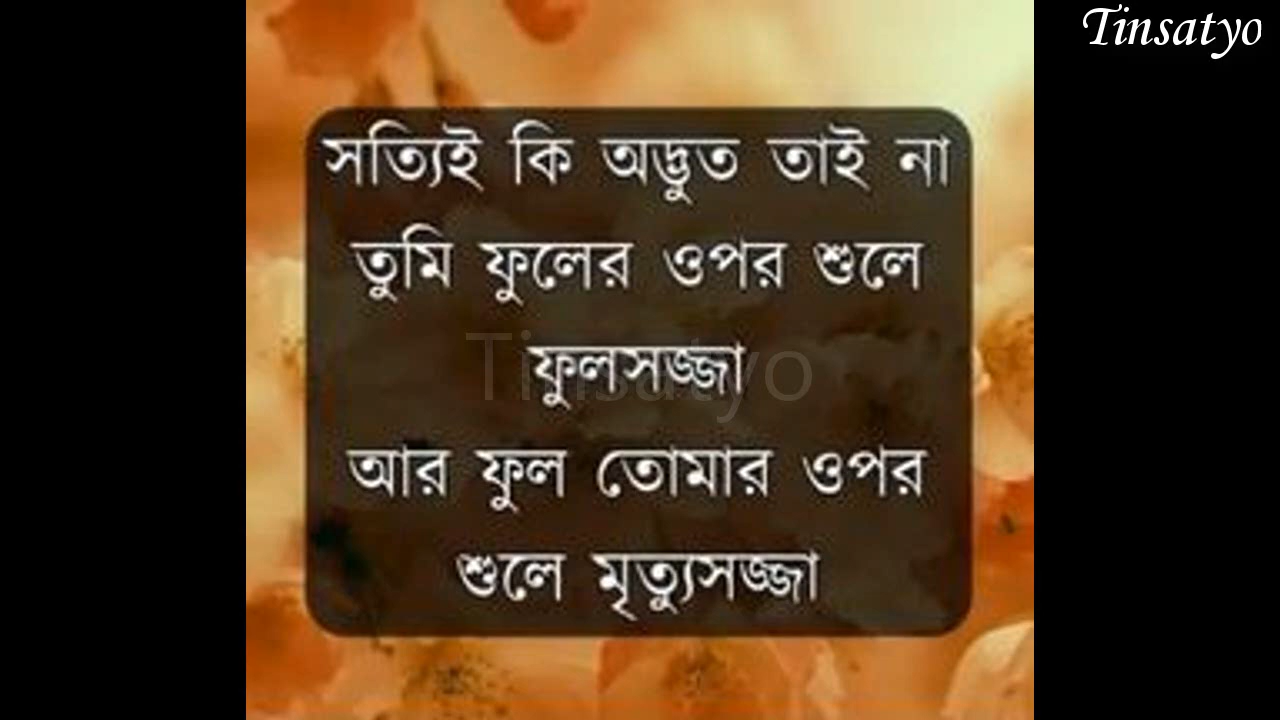 Tinsatyo
সত্যিই কি অদ্ভুত তাই না
তুমি ফুলের ওপর শুলে
ফুলসজ্জা
Tinsatyo
আর ফুল তোমার ওপর
শুলে মৃত্যুসজ্জা